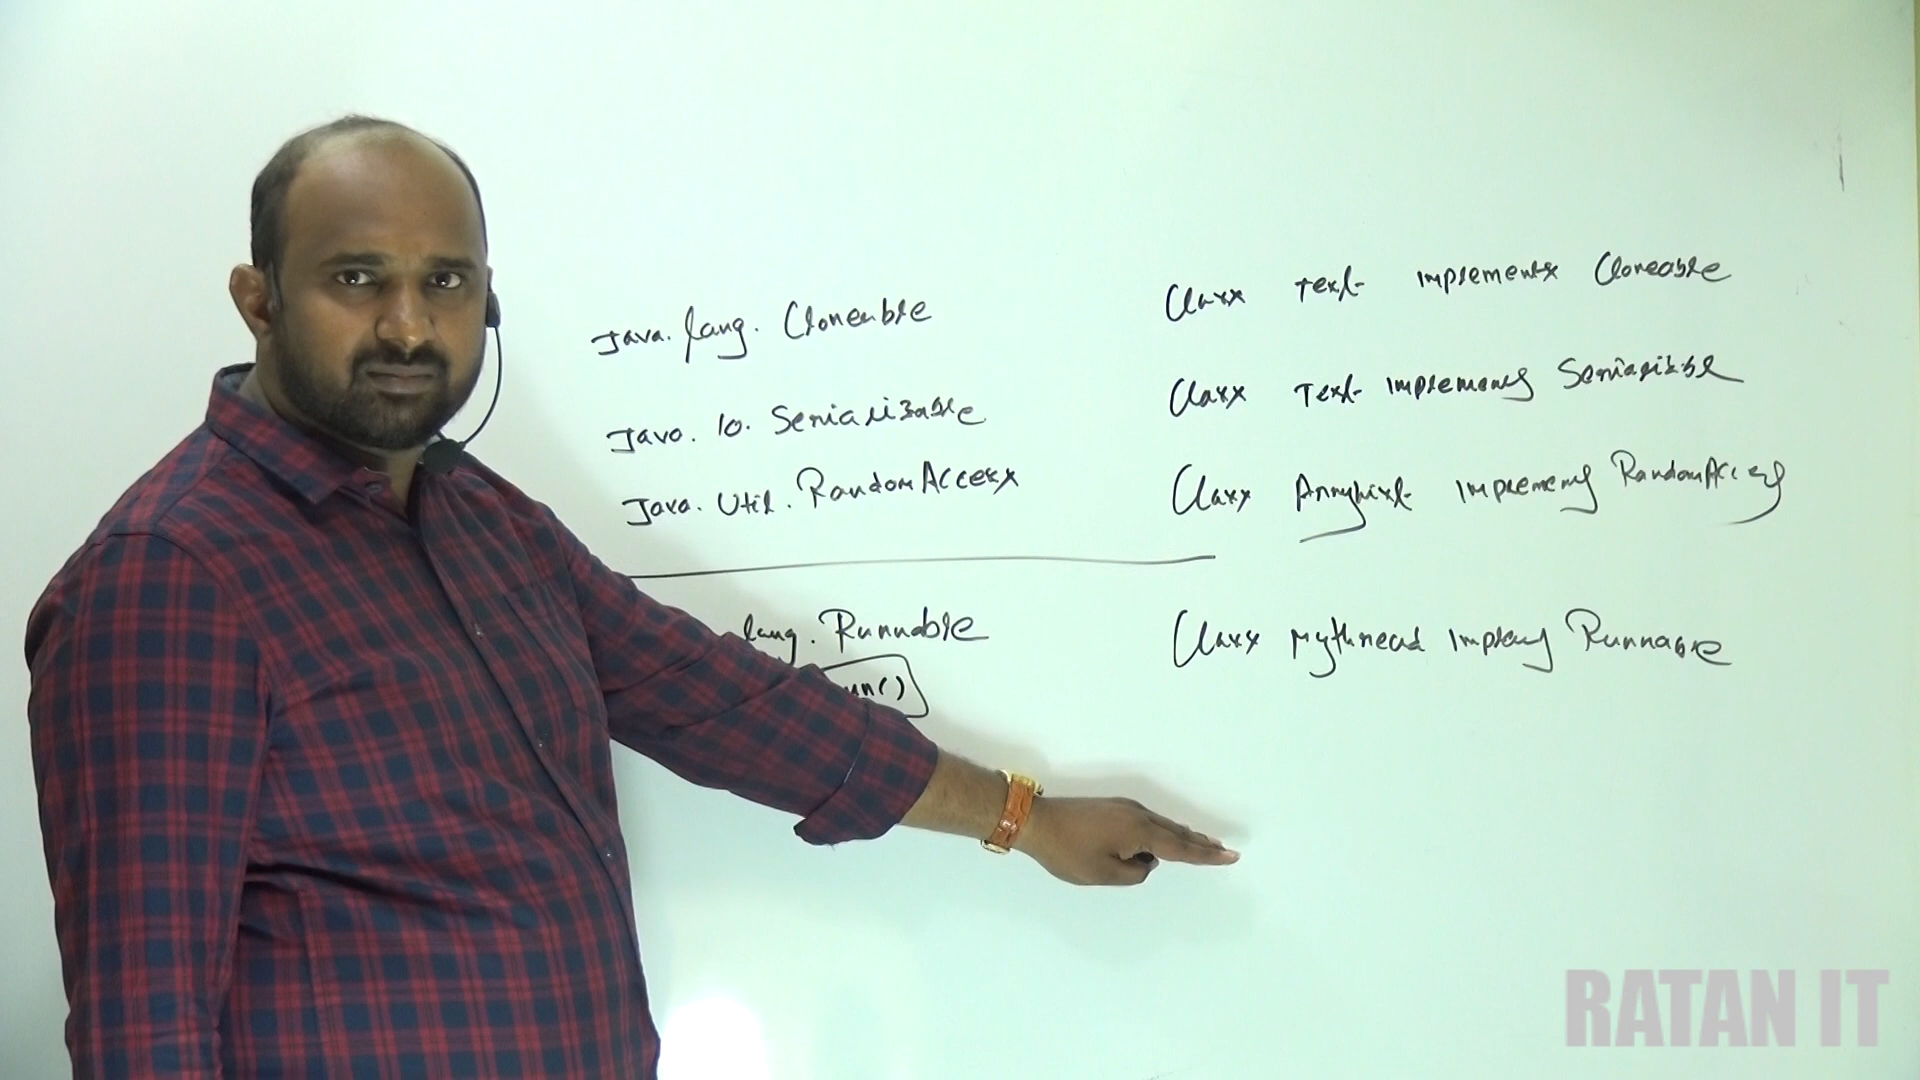 Java.lang.Cloneable
Class Test implements Cloneable
Java.io.Serializable
Class Test implements Serializable
Java.util.RandomAccess
Class ArrayList implements RandomAccess
lang.Runnable
Class Mythread implements Runnable
un()
RATAN IT